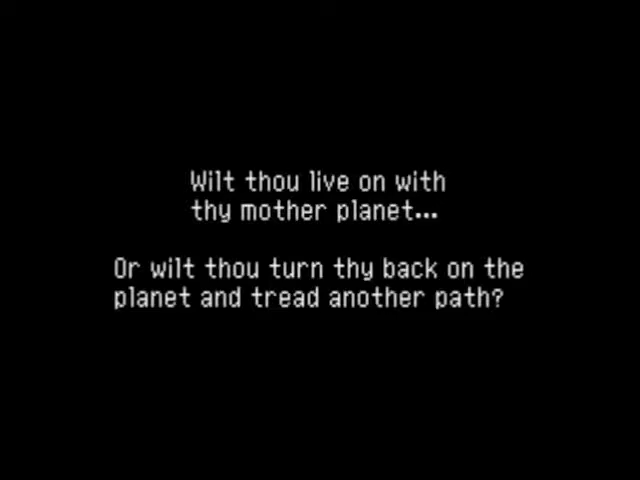 Wilt thou live on with
thy mother planet...
Or wilt thou turn thy back on the
planet and tread another path?